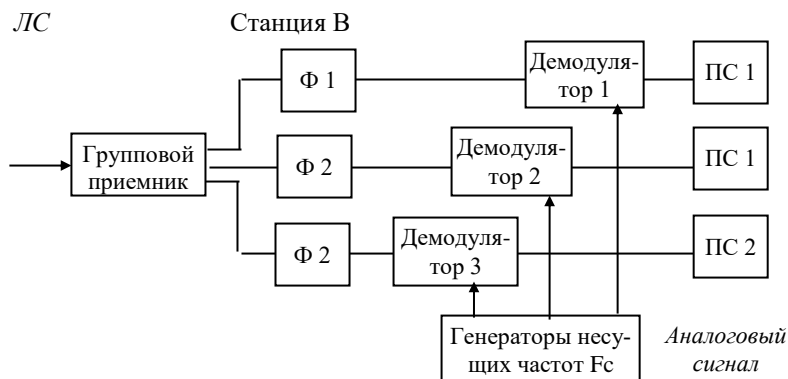 ЛС
Станция В
Ф 1
Демодуля-
тор 1
ПС 1
Групповой
приемник
Ф 2
Демодуля-
тор 2
ПС 1
Ф 2
Демодуля-
тор 3
ПС 2
Генераторы несу-
щих частот Fс
Аналоговый
сигнал